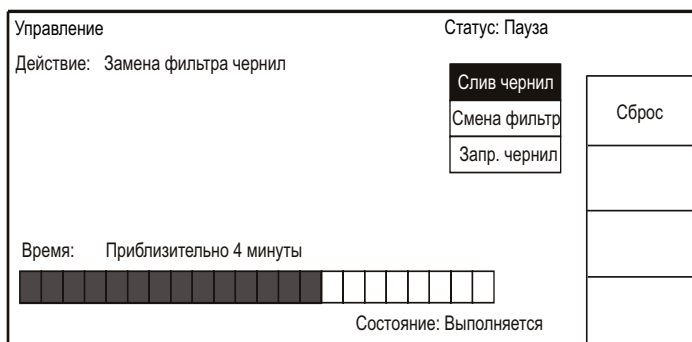 Управление Статус: Пауза
Действие: Замена фильтра чернил
Слив чернил
Смена фильтр
Запр. чернил
Сброс
Время: Приблизительно 4 минуты
Состояние: Выполняется